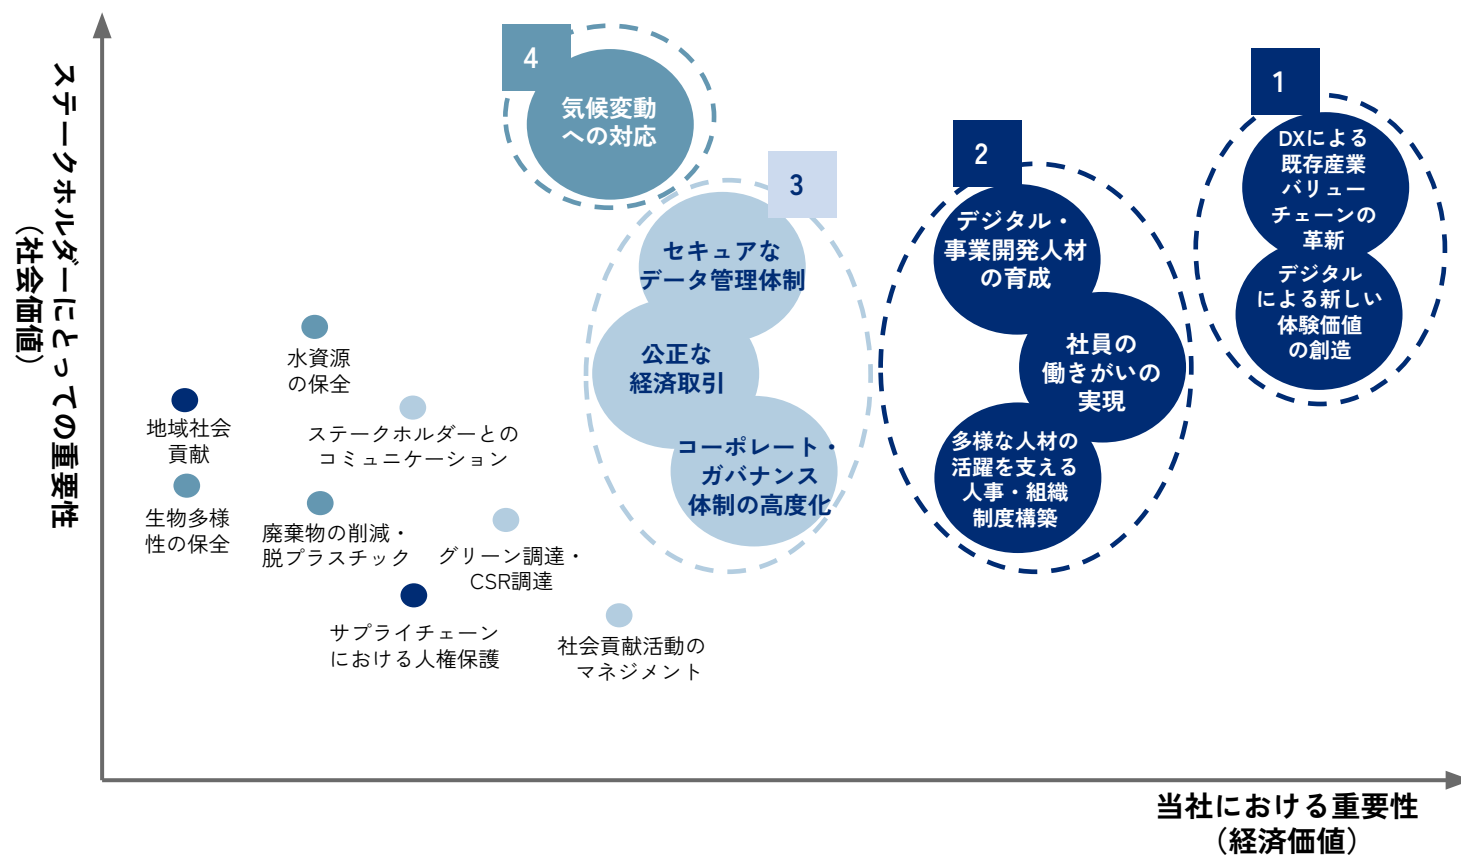 ステークホルダーにとっての重要性
（社会価値）
4
気候変動
への対応
3
セキュアな
データ管理体制
公正な
経済取引
コーポレート・
ガバナンス
体制の高度化
2
デジタル・
事業開発人材
の育成
社員の
働きがいの
実現
多様な人材の
活躍を支える
人事・組織
制度構築
1
DXによる
既存産業
バリュー
チェーンの
革新
デジタル
による新しい
体験価値
の創造
水資源
の保全
地域社会
貢献
ステークホルダーとの
コミュニケーション
生物多様
性の保全
廃棄物の削減・
脱プラスチック
グリーン調達・
CSR調達
サプライチェーン
における人権保護
社会貢献活動の
マネジメント
当社における重要性
（経済価値）